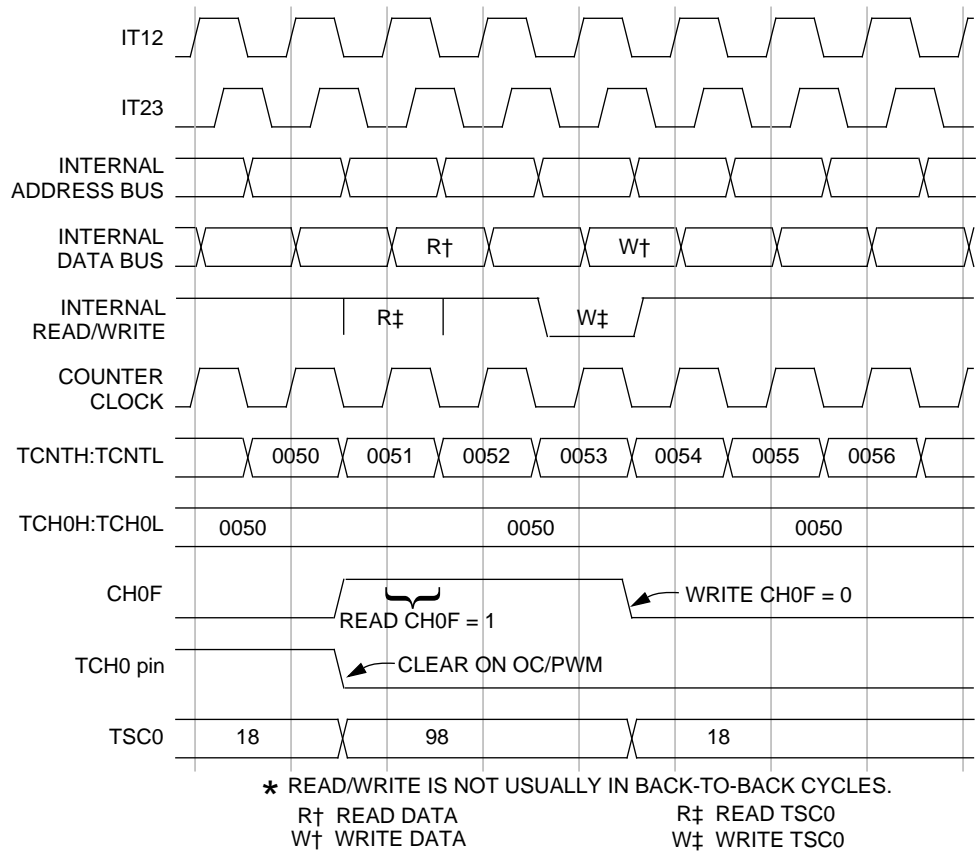 IT12
IT23
INTERNAL
ADDRESS BUS
INTERNAL
DATA BUS
R† W†
INTERNAL
READ/WRITE
R‡ W‡
COUNTER
CLOCK
TCNTH:TCNTL
0050 0051 0052 0053 0054 0055 0056
TCH0H:TCH0L
0050 0050 0050
CH0F
READ CH0F = 1
WRITE CH0F = 0
TCH0 pin
CLEAR ON OC/PWM
TSC0
18 98 18
* READ/WRITE IS NOT USUALLY IN BACK-TO-BACK CYCLES.
R† READ DATA R‡ READ TSC0
W† WRITE DATA W‡ WRITE TSC0